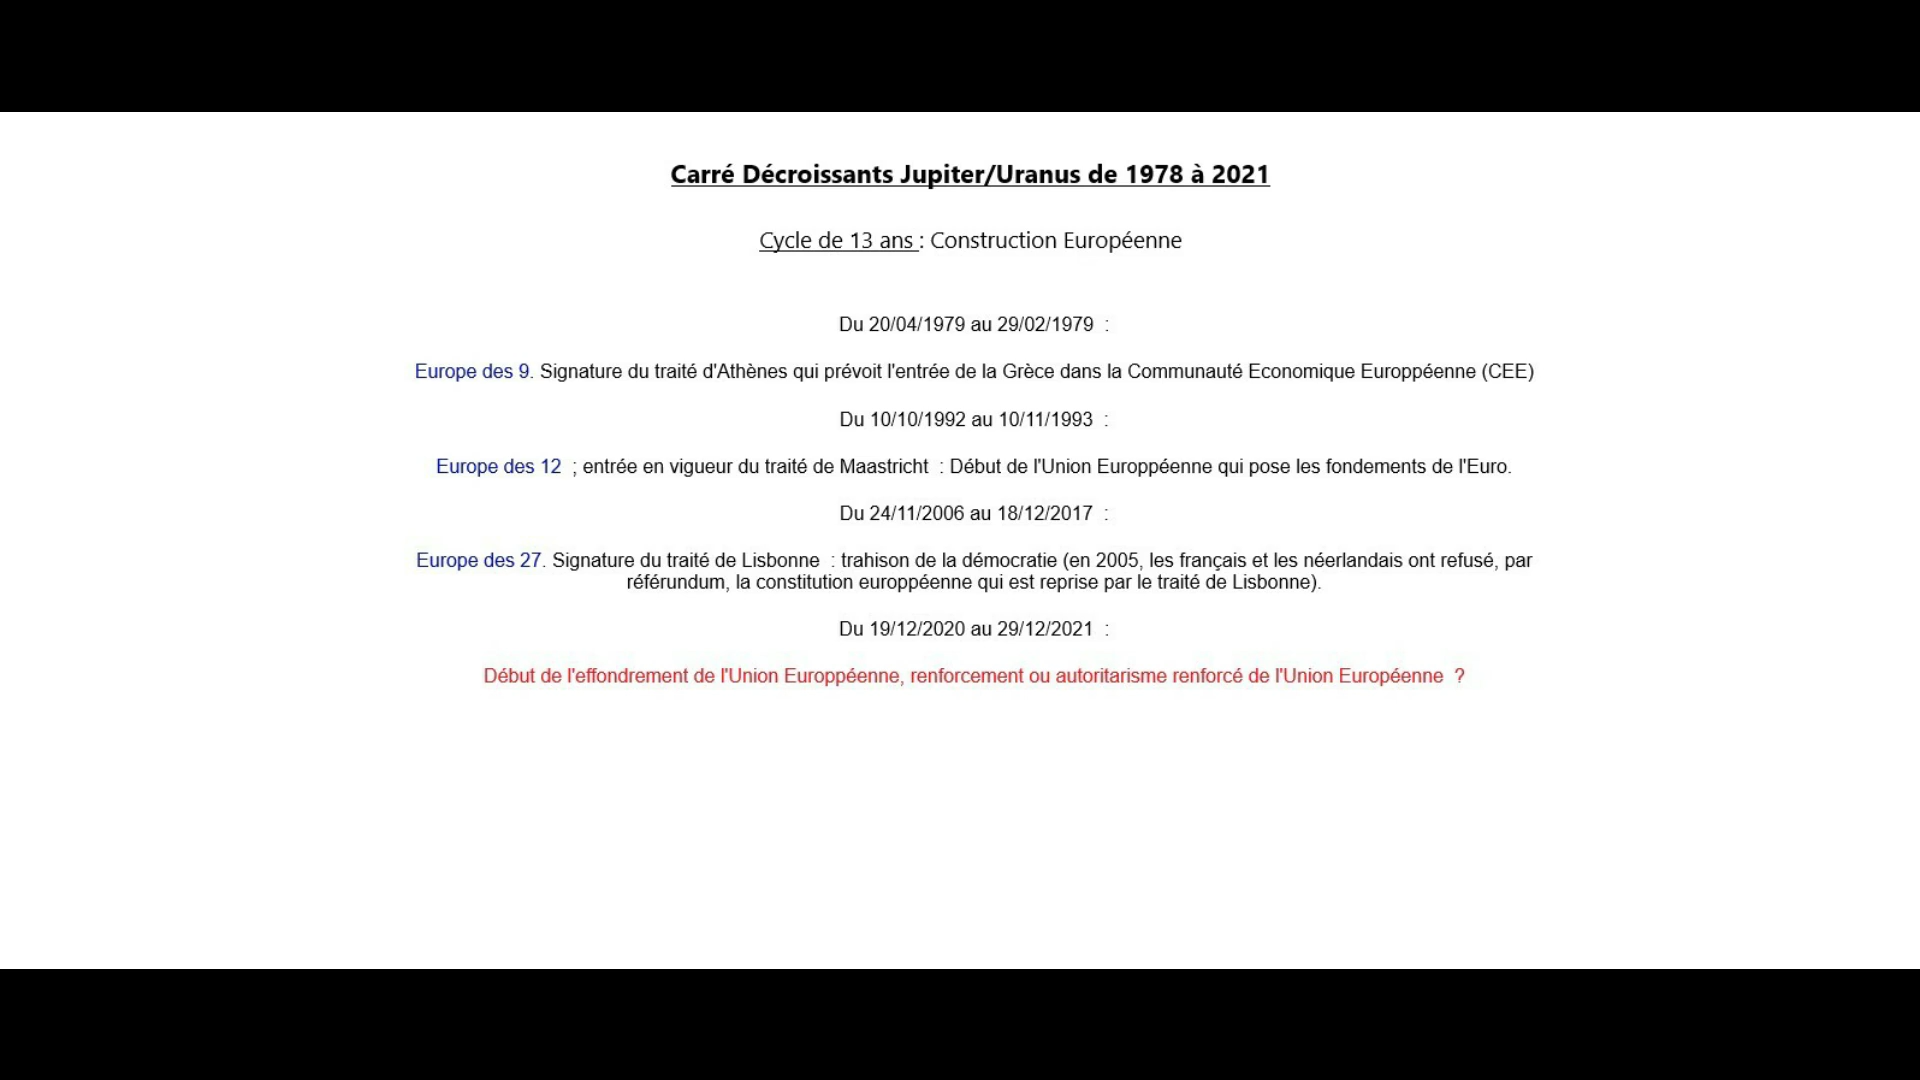 Carré Décroissants Jupiter/Uranus de 1978 à 2021
Cycle de 13 ans : Construction Européenne
Du 20/04/1979 au 29/02/1979  :
Europe des 9. Signature du traité d'Athènes qui prévoit l'entrée de la Grèce dans la Communauté Economique Europpéenne (CEE)
Du 10/10/1992 au 10/11/1993  :
Europe des 12  ; entrée en vigueur du traité de Maastricht  : Début de l'Union Europpéenne qui pose les fondements de l'Euro.
Du 24/11/2006 au 18/12/2017  :
Europe des 27. Signature du traité de Lisbonne  : trahison de la démocratie (en 2005, les français et les néerlandais ont refusé, par
référundum, la constitution europpéenne qui est reprise par le traité de Lisbonne).
Du 19/12/2020 au 29/12/2021  :
Début de l'effondrement de l'Union Europpéenne, renforcement ou autoritarisme renforcé de l'Union Européenne  ?